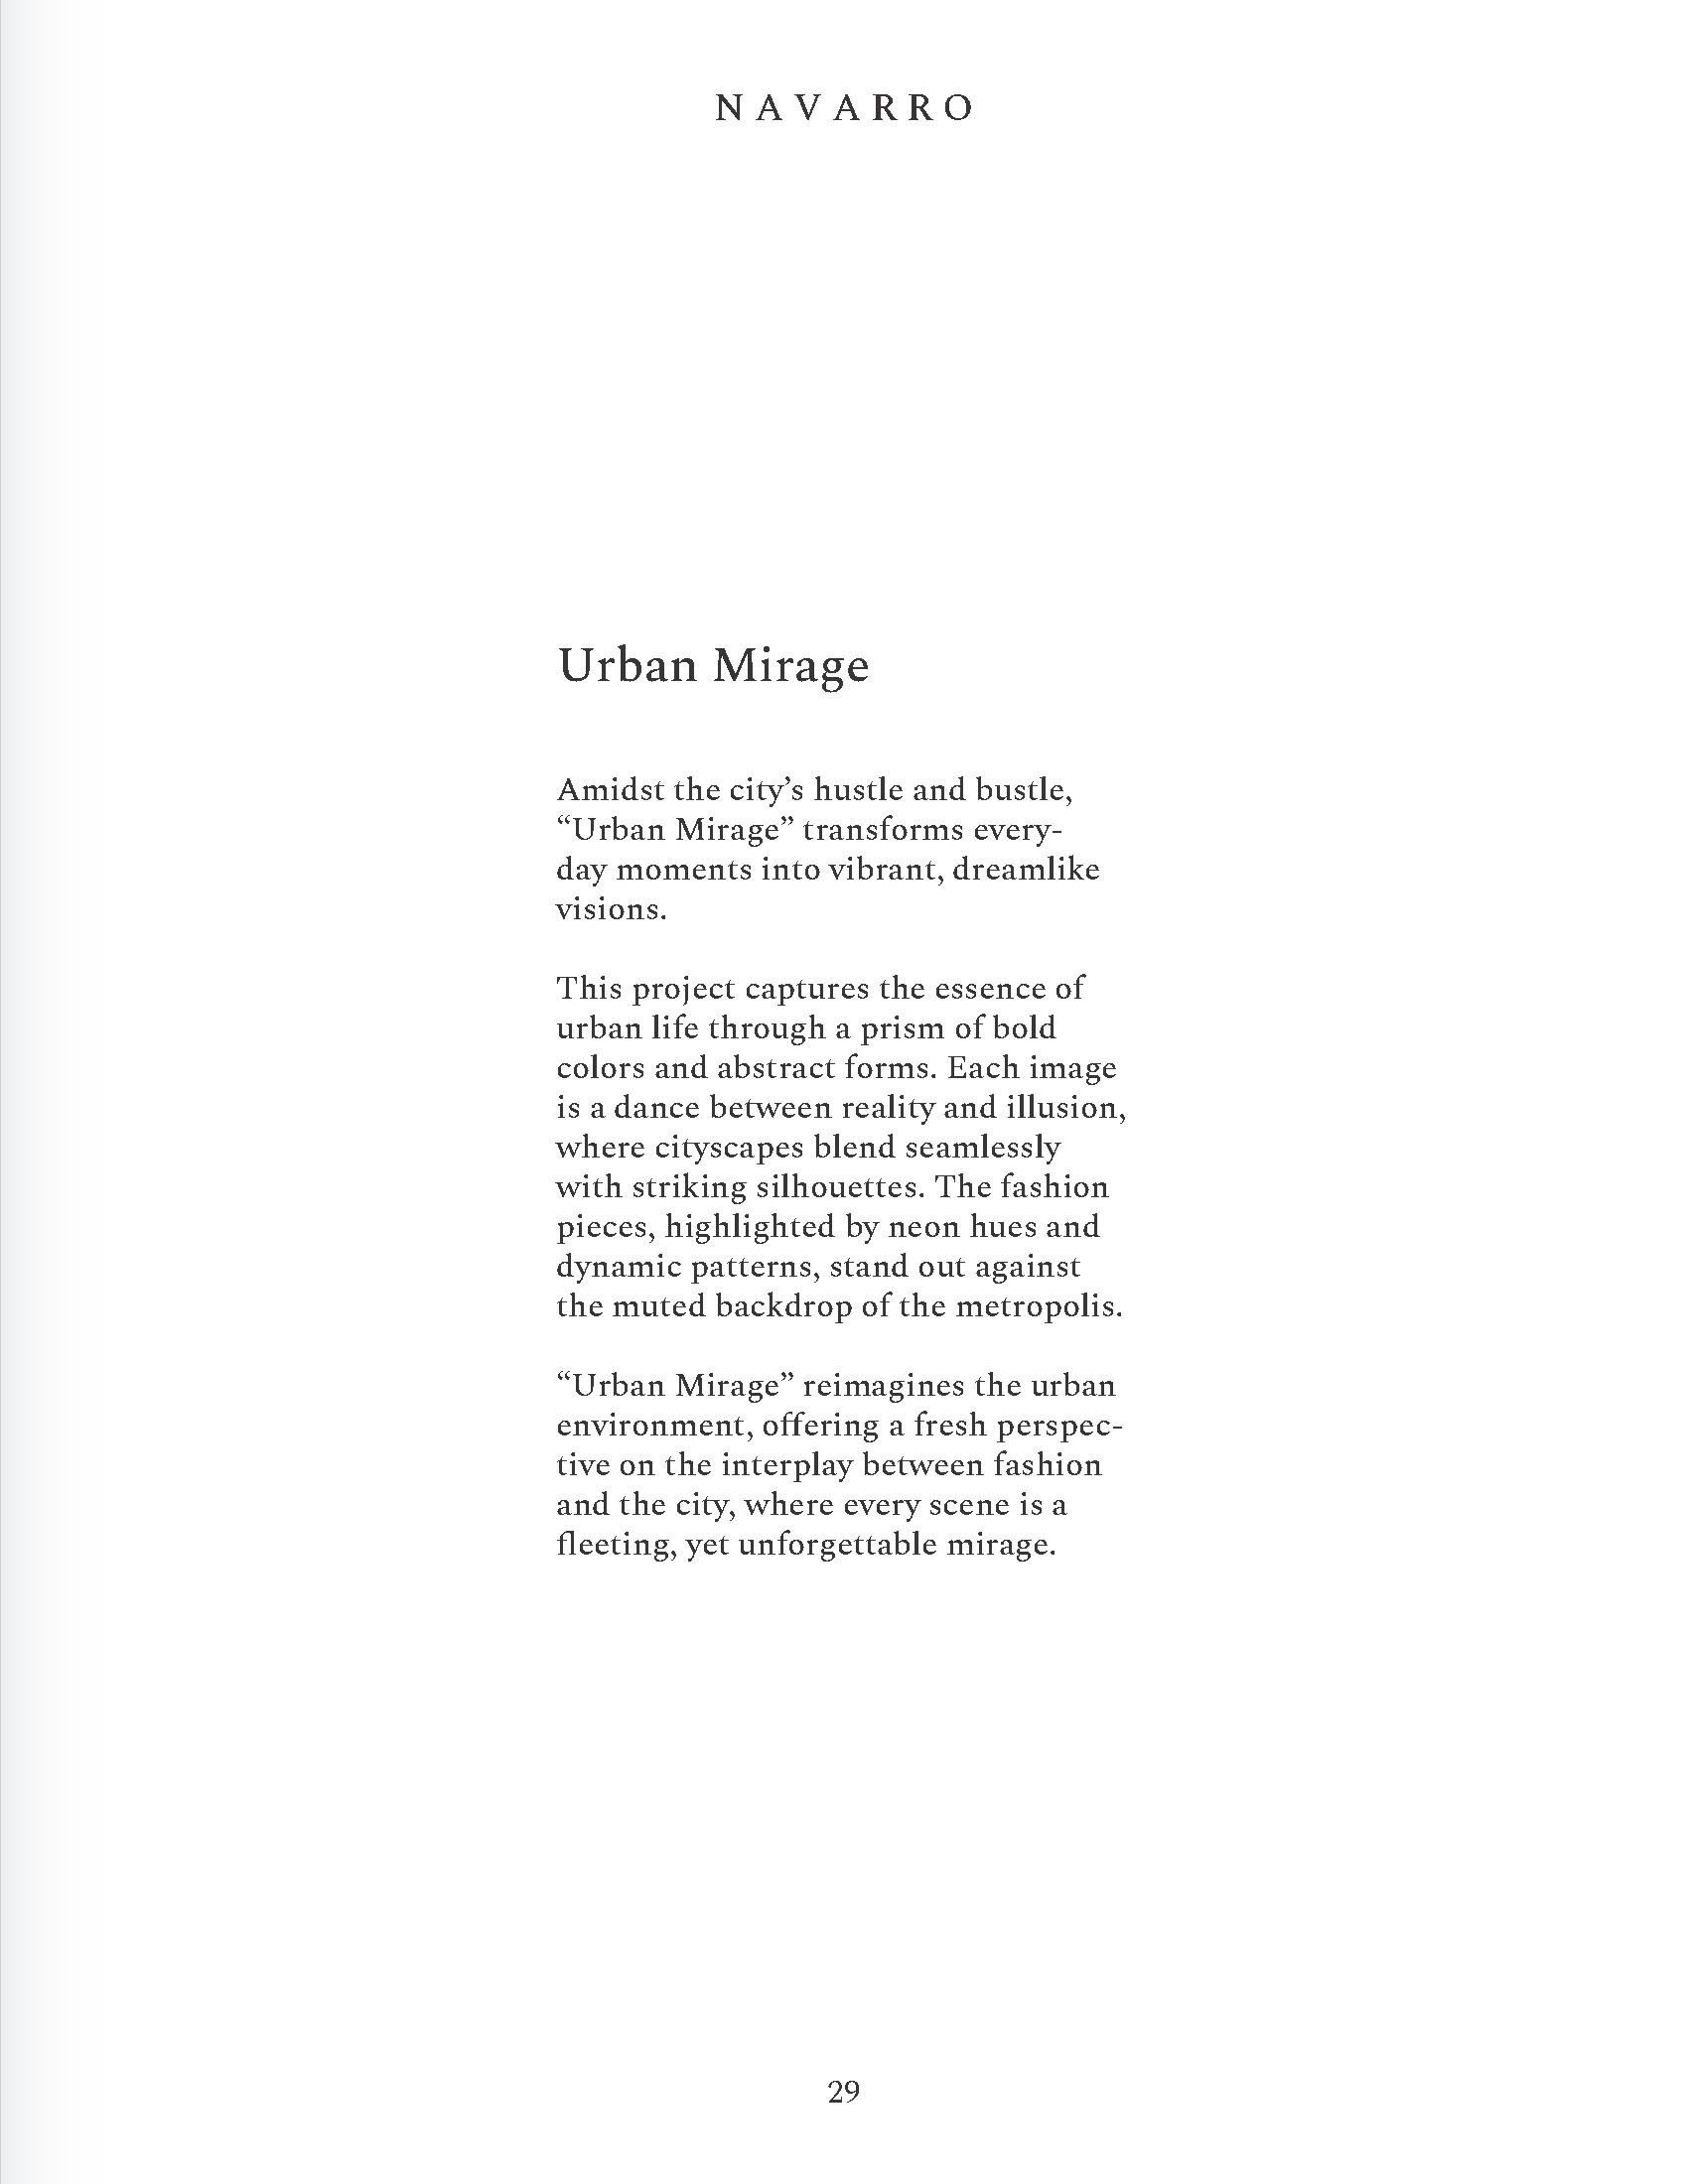 NAVARRO
Urban Mirage
Amidst the city’s hustle and bustle,
“Urban Mirage” transforms every-
day moments into vibrant, dreamlike
visions.
This project captures the essence of
urban life through a prism of bold
colors and abstract forms. Each image
is a dance between reality and illusion,
where cityscapes blend seamlessly
with striking silhouettes. The fashion
pieces, highlighted by neon hues and
dynamic patterns, stand out against
the muted backdrop of the metropolis.
“Urban Mirage” reimagines the urban
environment, offering a fresh perspec-
tive on the interplay between fashion
and the city, where every scene is a
fleeting, yet unforgettable mirage.
29